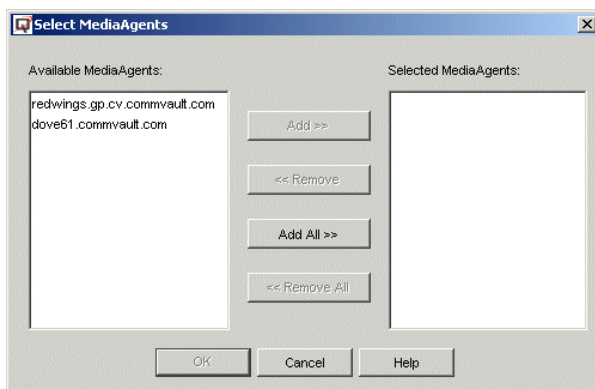 Select MediaAgents
Available MediaAgents:
Selected MediaAgents:
redwings.gp.cv.commvault.com
dove61.commvault.com
Add >>
<< Remove
Add All >>
<< Remove All
OK
Cancel
Help